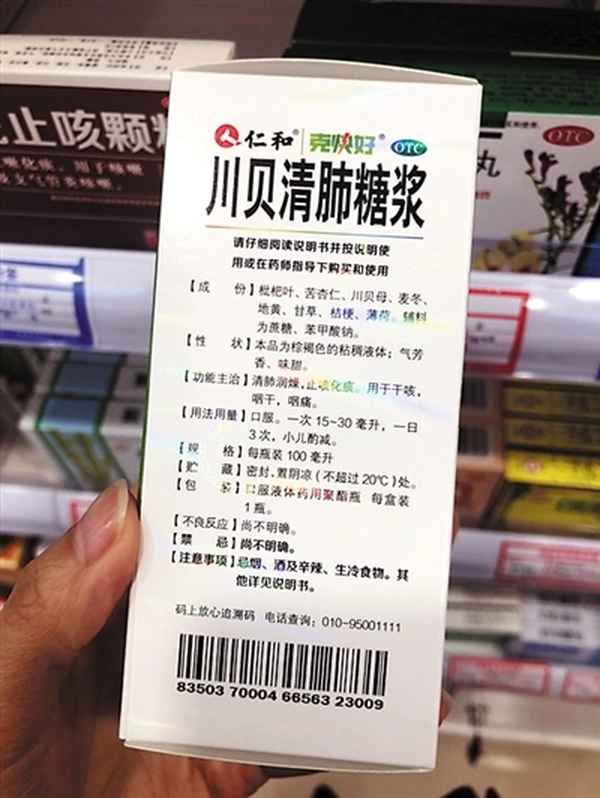 止咳颗粒
仁和 克快好 OTC
川贝清肺糖浆
请仔细阅读说明书并按说明使
用或在药师指导下购买和使用
【成 份】枇杷叶、苦杏仁、川贝母、麦冬、
地黄、甘草、桔梗、薄荷。辅料
为蔗糖、苯甲酸钠。
【性 状】本品为棕褐色的粘稠液体；气芳
香、味甜。
【功能主治】清肺润燥，止咳化痰。用于干咳，
咽干，咽痛。
【用法用量】口服。一次 15~30 毫升，一日
3 次，小儿酌减。
【规 格】每瓶装 100 毫升
【贮 藏】密封，置阴凉（不超过 20℃）处。
【包 装】口服液体药用聚酯瓶 每盒装
1 瓶。
【不良反应】尚不明确。
【禁 忌】尚不明确。
【注意事项】忌烟、酒及辛辣、生冷食物。其
他详见说明书。
码上放心追溯码 电话查询：010-95001111
83503 70004 66563 23009
OTC
丸